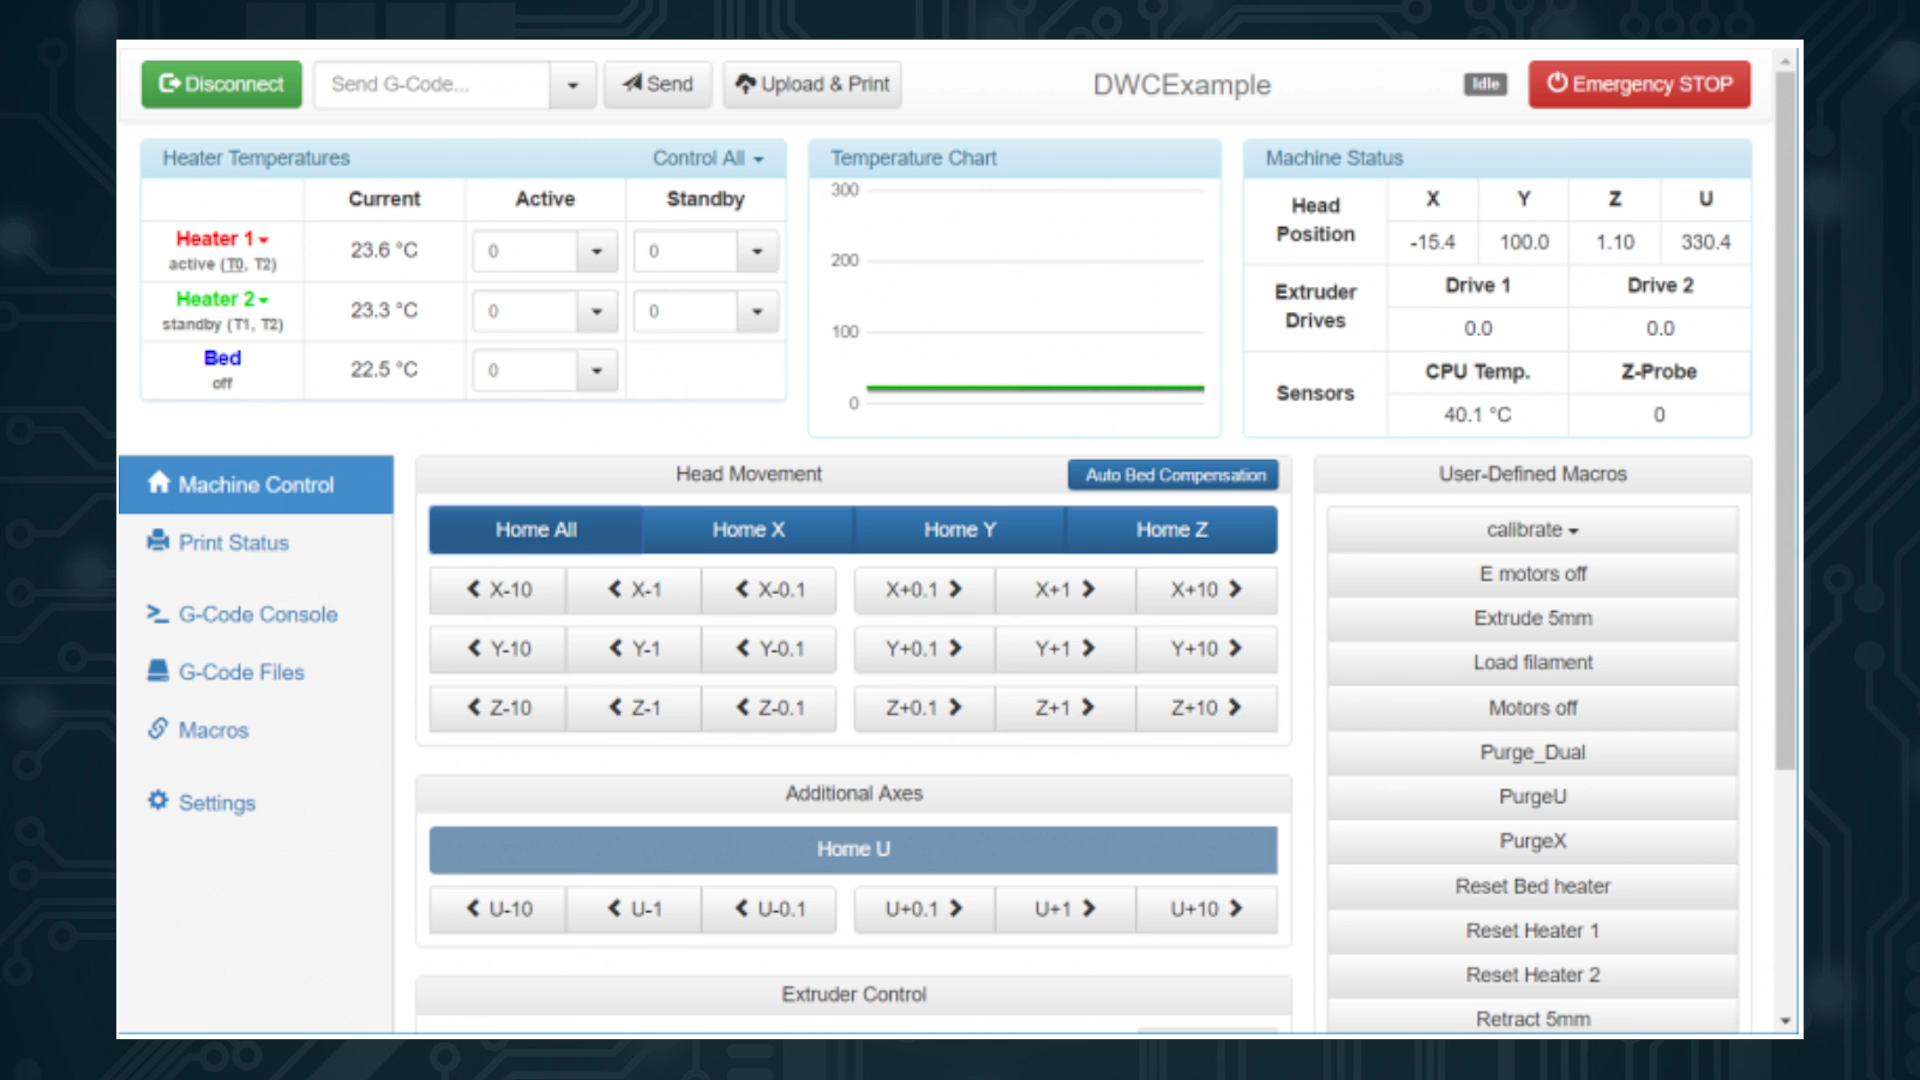 Disconnect Send G-Code... Send Upload & Print DWCExample Idle Emergency STOP
Heater Temperatures Control All
Current Active Standby
Heater 1 23.6 °C 0 0
active (T0, T2)
Heater 2 23.3 °C 0 0
standby (T1, T2)
Bed 22.5 °C 0
off
Temperature Chart
300
200
100
0
Machine Status
Head Position X Y Z U
-15.4 100.0 1.10 330.4
Extruder Drives Drive 1 Drive 2
0.0 0.0
Sensors CPU Temp. Z-Probe
40.1 °C 0
Machine Control
Print Status
G-Code Console
G-Code Files
Macros
Settings
Head Movement Auto Bed Compensation
Home All Home X Home Y Home Z
X-10 X-1 X-0.1 X+0.1 X+1 X+10
Y-10 Y-1 Y-0.1 Y+0.1 Y+1 Y+10
Z-10 Z-1 Z-0.1 Z+0.1 Z+1 Z+10
Additional Axes
Home U
U-10 U-1 U-0.1 U+0.1 U+1 U+10
Extruder Control
User-Defined Macros
calibrate
E motors off
Extrude 5mm
Load filament
Motors off
Purge_Dual
PurgeU
PurgeX
Reset Bed heater
Reset Heater 1
Reset Heater 2
Retract 5mm